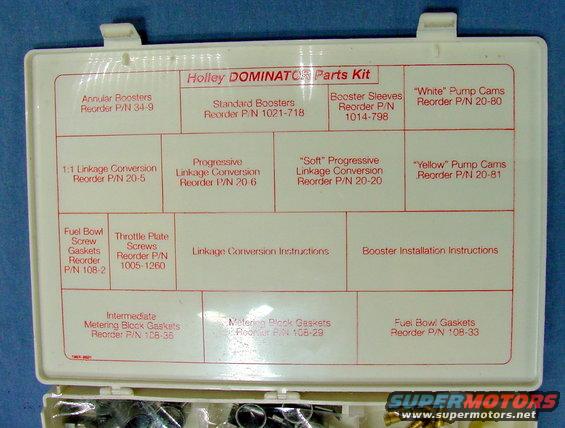 Holley DOMINATOR Parts Kit
Annular Boosters
Reorder P/N 34-9
Standard Boosters
Reorder P/N 1021-718
Booster Sleeves
Reorder P/N
1014-798
"White" Pump Cams
Reorder P/N 20-80
1:1 Linkage Conversion
Reorder P/N 20-5
Progressive
Linkage Conversion
Reorder P/N 20-6
"Soft" Progressive
Linkage Conversion
Reorder P/N 20-20
"Yellow" Pump Cams
Reorder P/N 20-81
Fuel Bowl
Screw
Gaskets
Reorder
P/N 108-2
Throttle Plate
Screws
Reorder P/N
1005-1260
Linkage Conversion Instructions
Booster Installation Instructions
Intermediate
Metering Block Gaskets
Reorder P/N 108-36
Metering Block Gaskets
Reorder P/N 108-29
Fuel Bowl Gaskets
Reorder P/N 108-33
SUPERMOTORS
www.supermotors.net